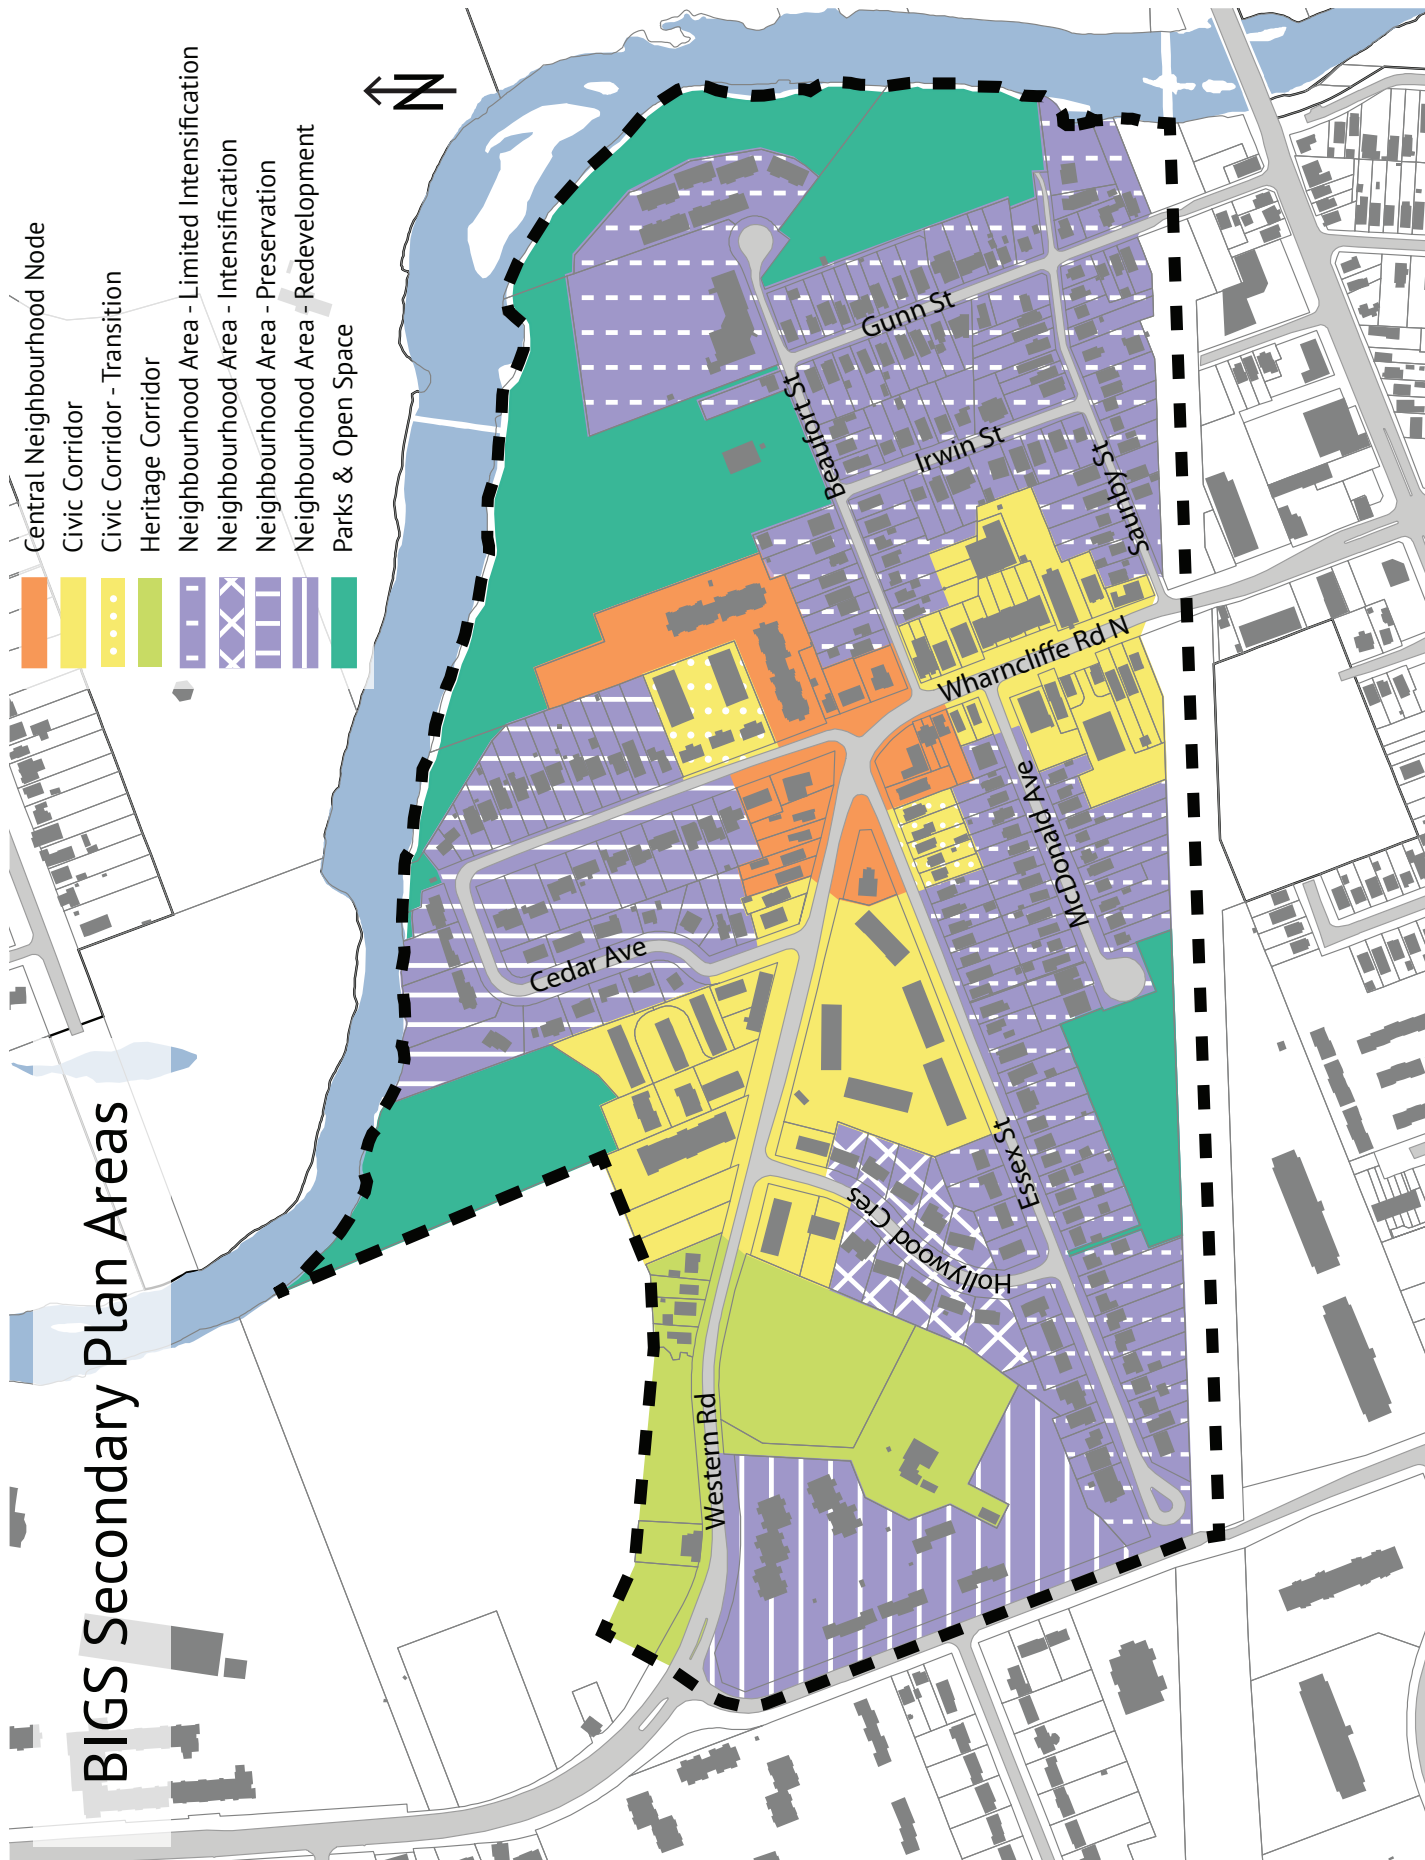 BIGS Secondary Plan Areas
Central Neighbourhood Node
Civic Corridor
Civic Corridor - Transition
Heritage Corridor
Neighbourhood Area - Limited Intensification
Neighbourhood Area - Intensification
Neighbourhood Area - Preservation
Neighbourhood Area - Redevelopment
Parks & Open Space
N
Western Rd
Hollywood Cres
Essex St
Cedar Ave
McDonald Ave
Wharncliffe Rd N
Saunby St
Beaufort St
Irwin St
Gunn St